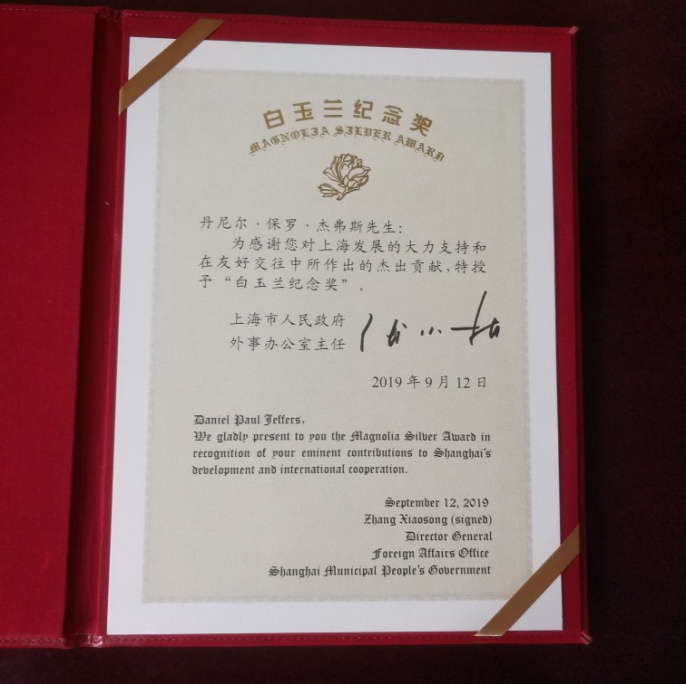 白玉兰纪念奖
MAGNOLIA SILVER AWARD
丹尼尔·保罗·杰弗斯先生:
为感谢您对上海发展的大力支持和
在友好交往中所作出的杰出贡献,特授
予“白玉兰纪念奖”。
上海市人民政府
外事办公室主任
2019年9月12日
Daniel Paul Jeffers,
We gladly present to you the Magnolia Silver Award in
recognition of your eminent contributions to Shanghai's
development and international cooperation.
September 12, 2019
Zhang Xiaosong (signed)
Director General
Foreign Affairs Office
Shanghai Municipal People's Government